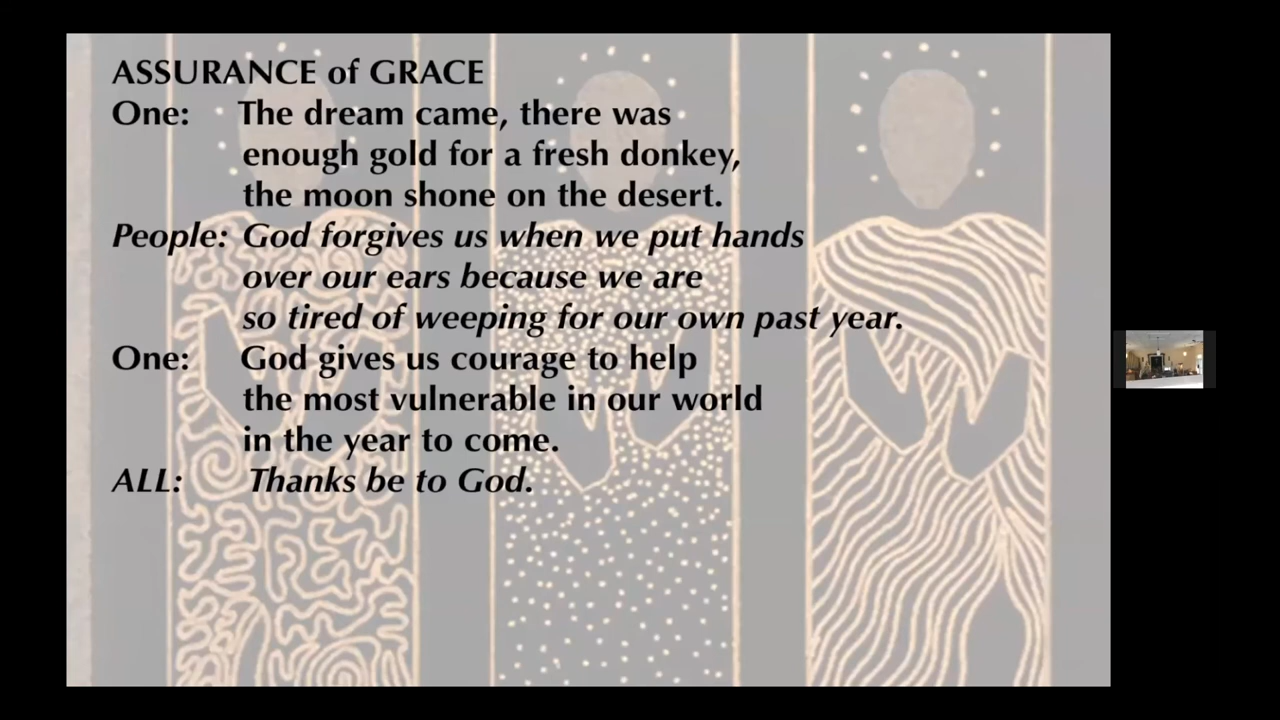 ASSURANCE of GRACE
One: The dream came, there was
enough gold for a fresh donkey,
the moon shone on the desert.
People: God forgives us when we put hands
over our ears because we are
so tired of weeping for our own past year.
One: God gives us courage to help
the most vulnerable in our world
in the year to come.
ALL: Thanks be to God.